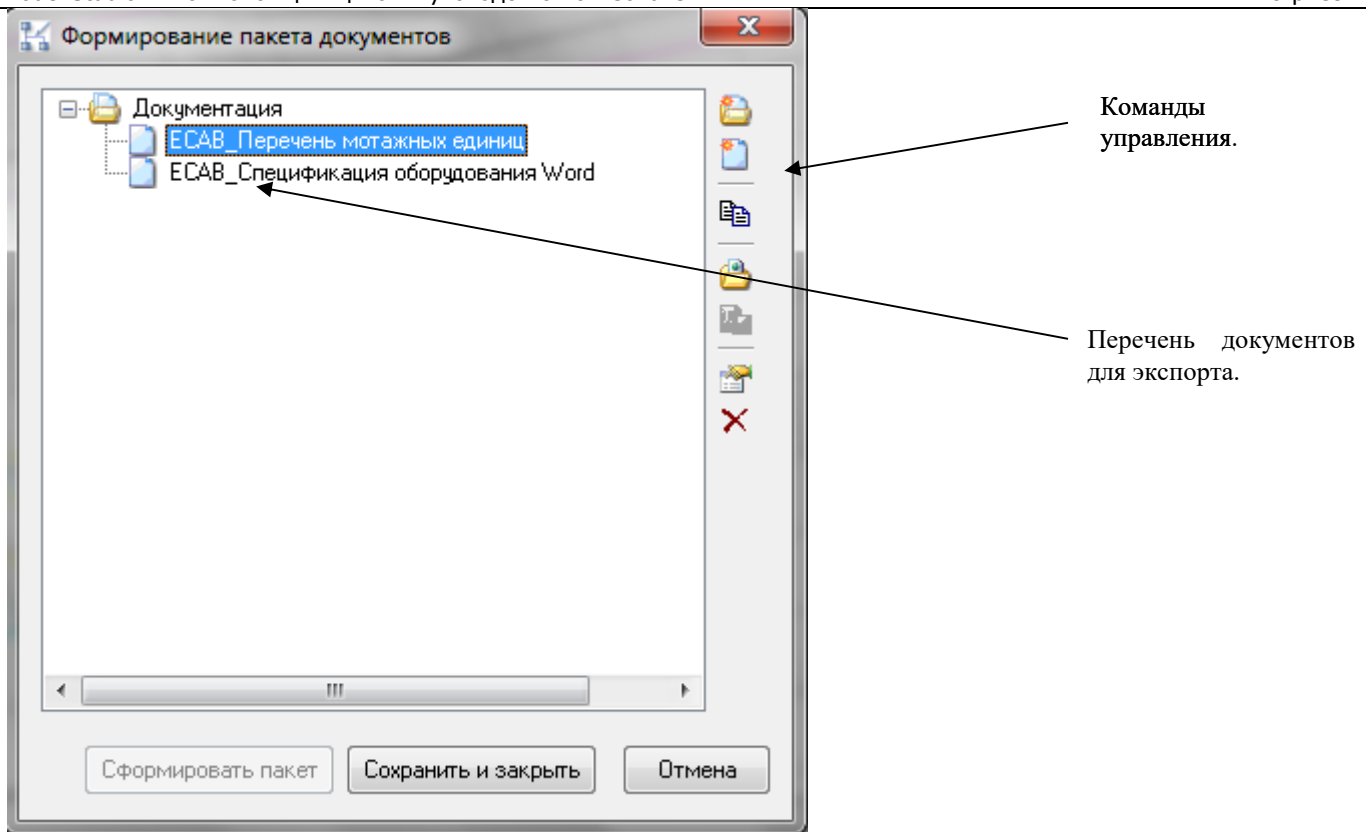 Формирование пакета документов
Документация
ECAB_Перечень мотажных единиц
ECAB_Спецификация оборудования Word
Команды
управления.
Перечень документов
для экспорта.
Сформировать пакет
Сохранить и закрыть
Отмена